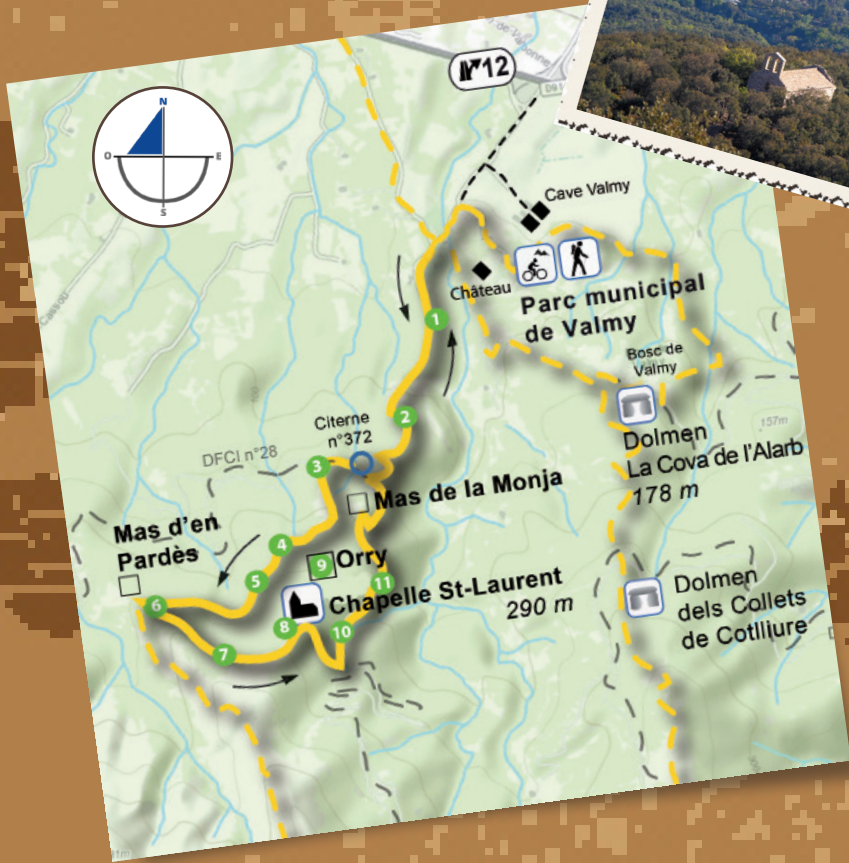 12
D91
N
O E
S
Cave Valmy
Château
Parc municipal
de Valmy
1
Bosc de
Valmy
2
Citerne
n°372
157m
Dolmen
La Cova de l'Alarb
178 m
DFCI n°28
3
Mas de la Monja
Mas d'en
Pardès
4
9 Orry
5
11
Chapelle St-Laurent
290 m
Dolmen
dels Collets
de Cotlliure
6
8
10
7